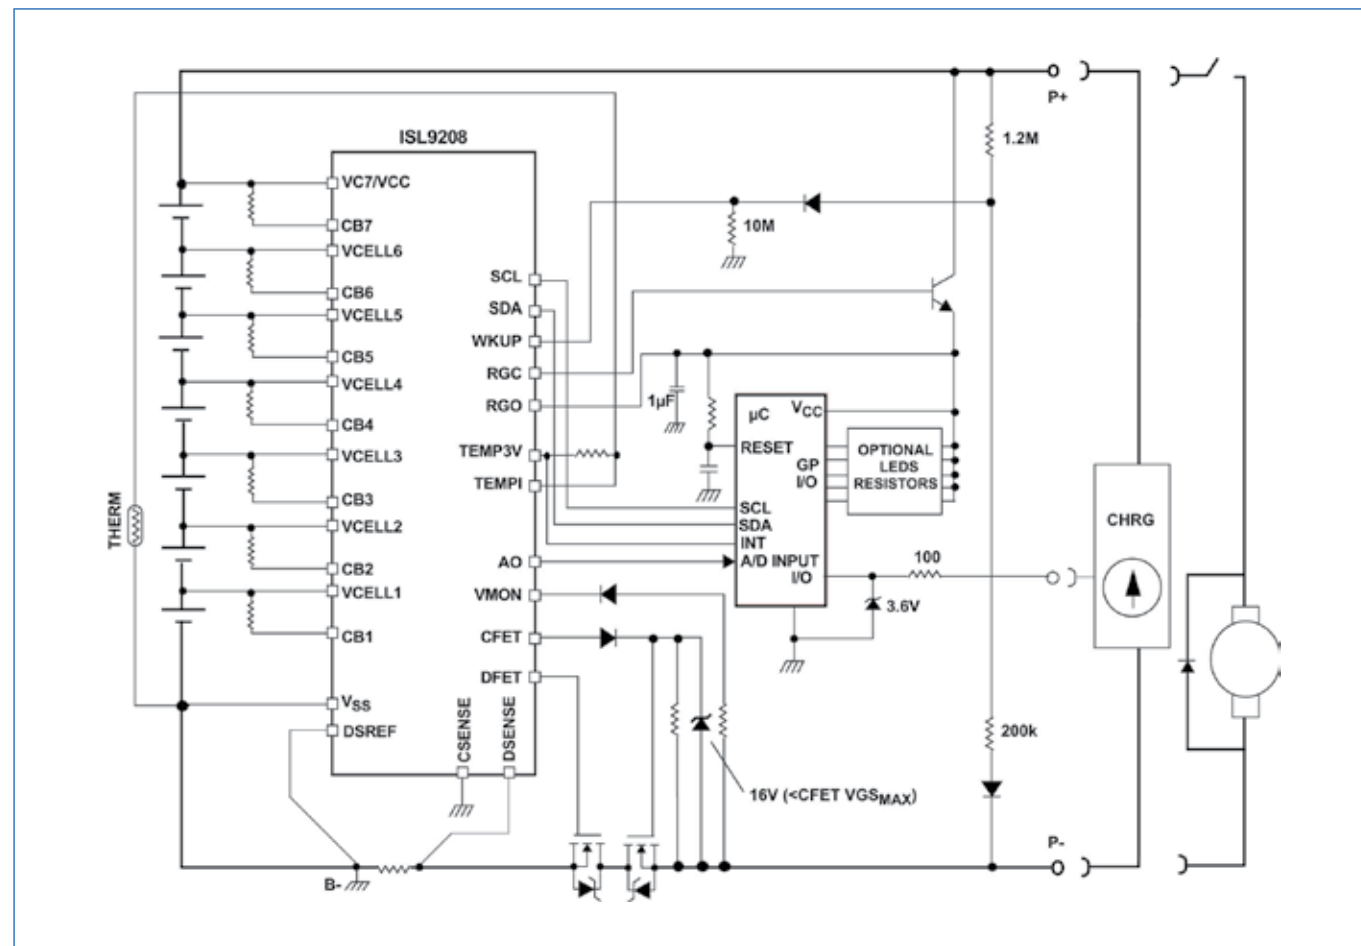 ISL9208
P+
1.2M
VC7/VCC
CB7
10M
VCELL6
SCL
CB6
SDA
VCELL5
WKUP
CB5
RGC
VCELL4
1µF
RGO
µC
VCC
CB4
RESET
OPTIONAL
LEDS
RESISTORS
GP
I/O
VCELL3
TEMP3V
TEMPI
CB3
SCL
SDA
INT
THERM
VCELL2
CHRG
AO
A/D INPUT
I/O
100
CB2
VCELL1
VMON
3.6V
CB1
CFET
DFET
VSS
DSREF
CSENSE
DSENSE
200k
16V (<CFET VGSMAX)
P-
B-